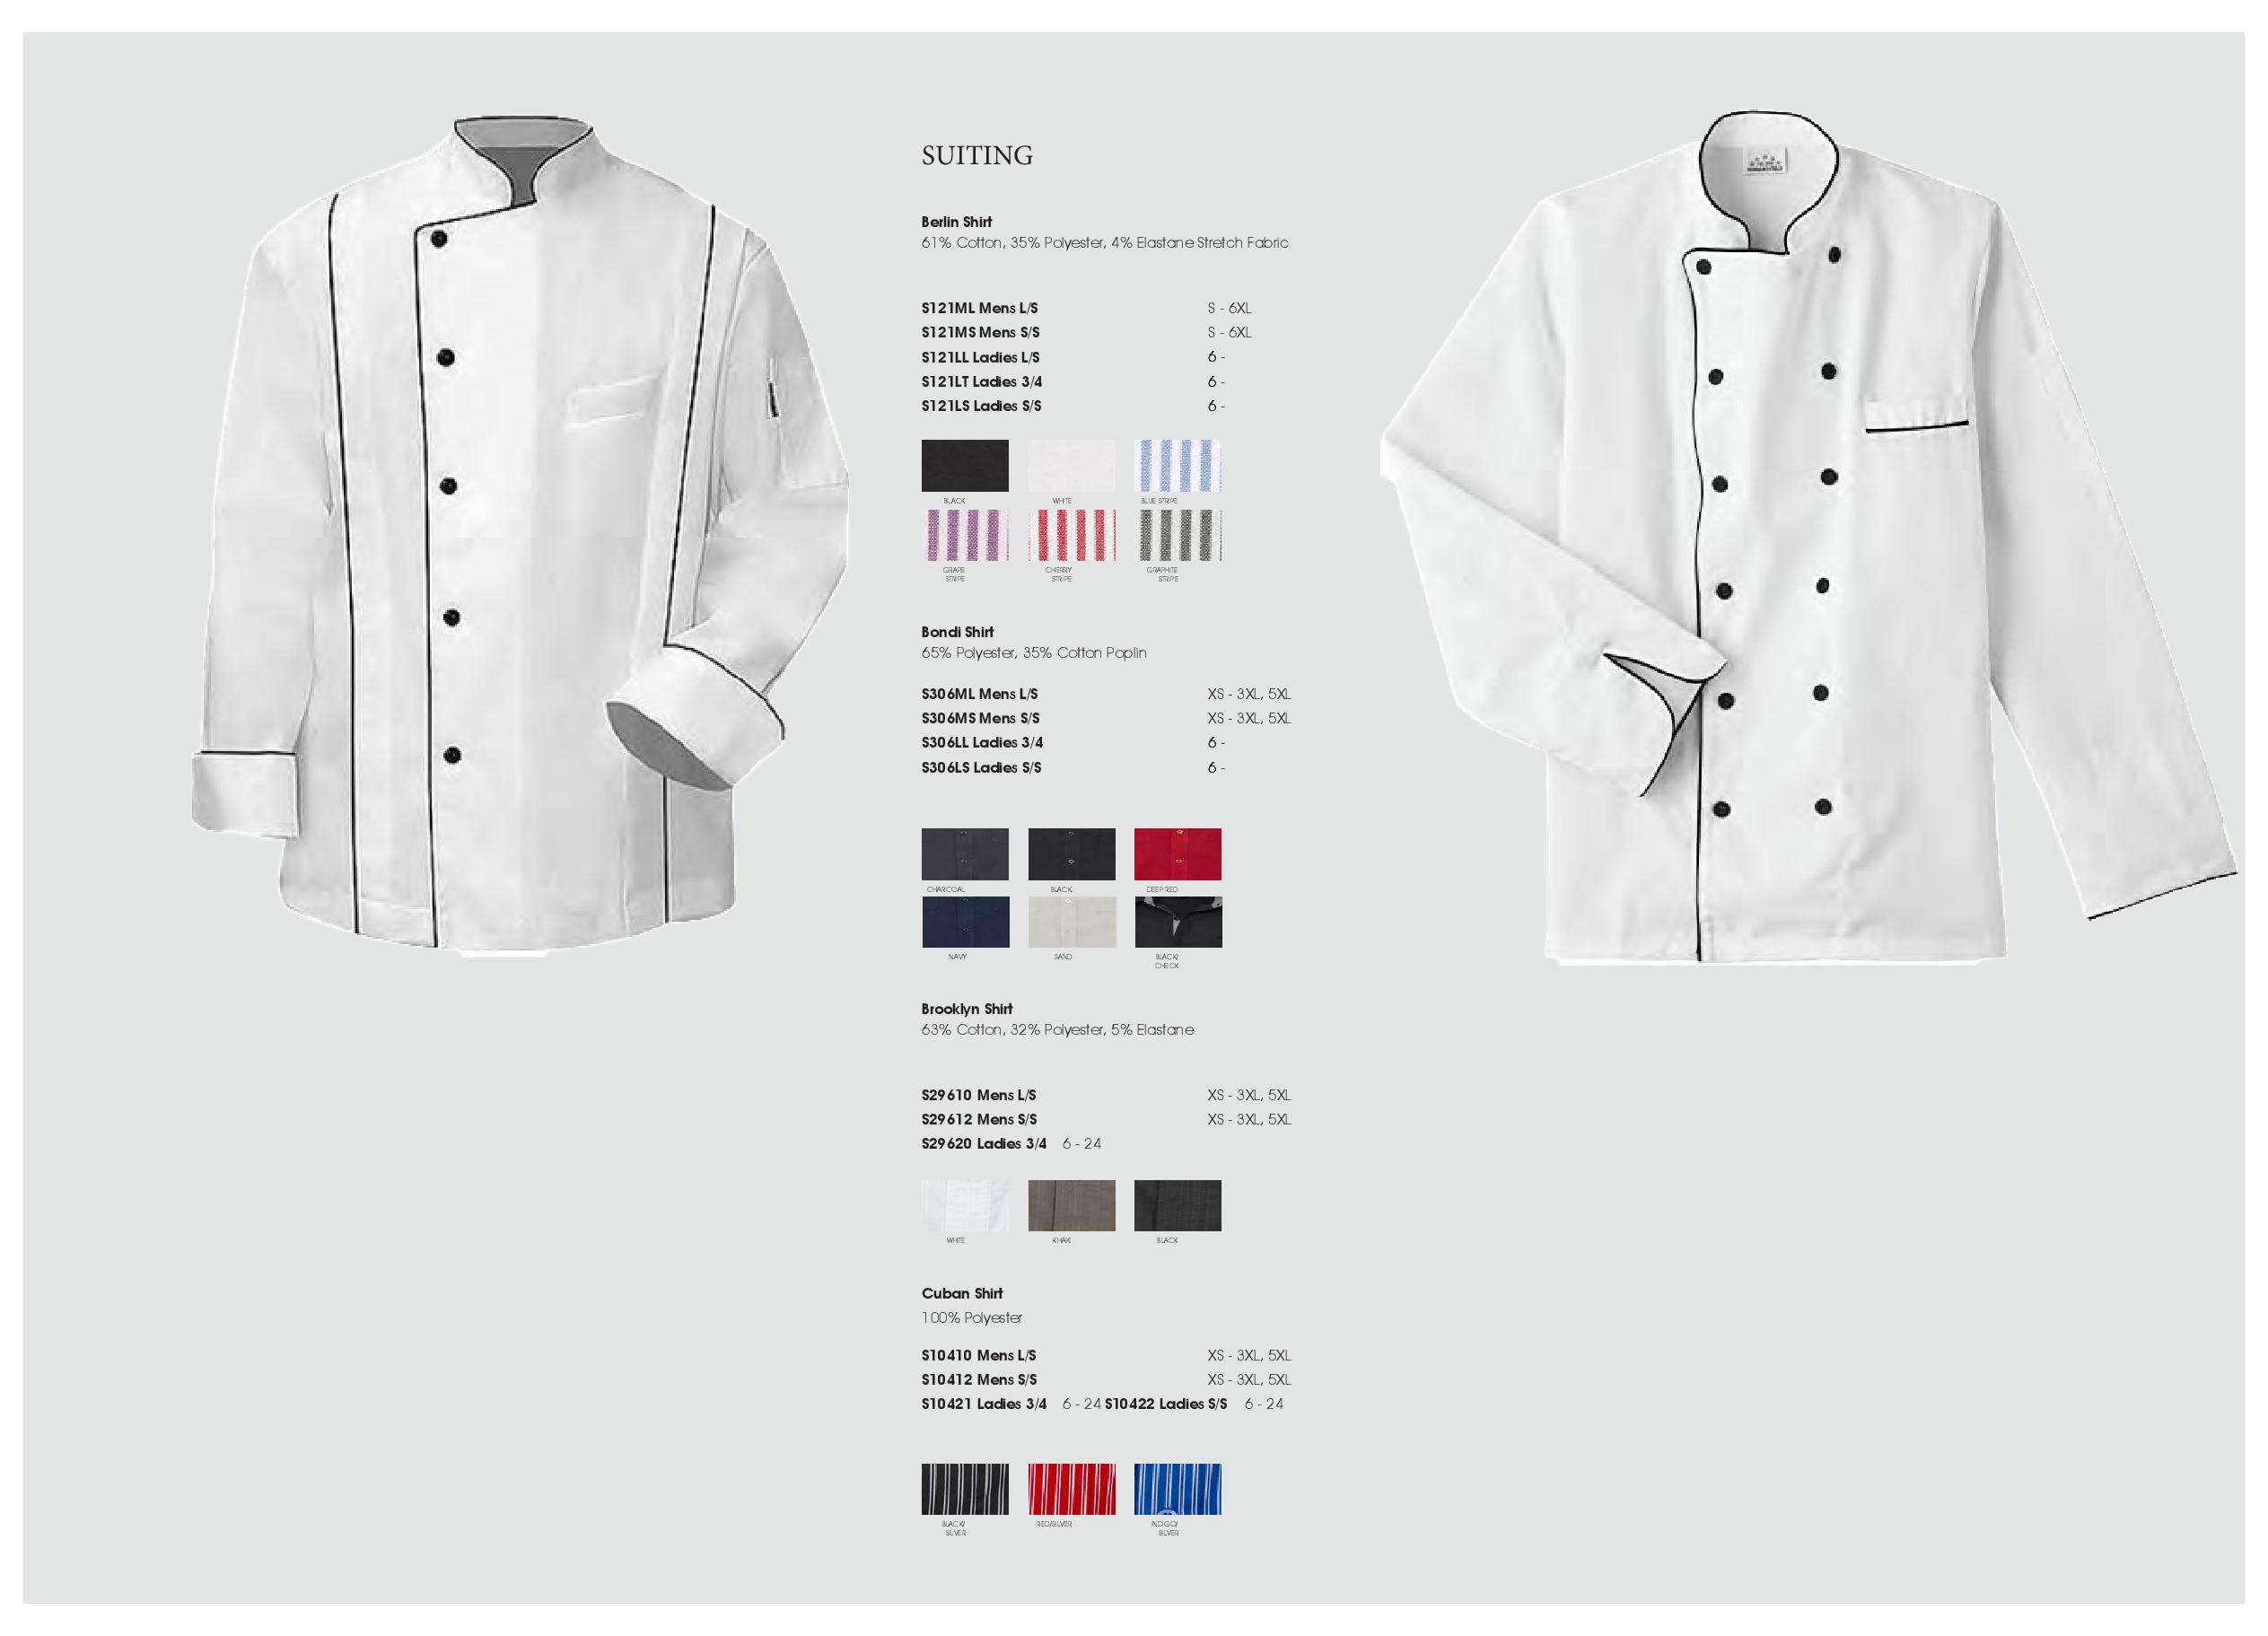 SUITING
Berlin Shirt
61% Cotton, 35% Polyester, 4% Elastane Stretch Fabric
S121ML Mens L/S S - 6XL
S121MS Mens S/S S - 6XL
S121LL Ladies L/S 6 -
S121LT Ladies 3/4 6 -
S121LS Ladies S/S 6 -
BLACK WHITE BLUE STRIPE
GRAPE CHERRY GRAPHITE
STRIPE STRIPE STRIPE
Bondi Shirt
65% Polyester, 35% Cotton Poplin
S306ML Mens L/S XS - 3XL, 5XL
S306MS Mens S/S XS - 3XL, 5XL
S306LL Ladies 3/4 6 -
S306LS Ladies S/S 6 -
CHARCOAL BLACK DEEP RED
NAVY SAND BLACK/
CHECK
Brooklyn Shirt
63% Cotton, 32% Polyester, 5% Elastane
S29610 Mens L/S XS - 3XL, 5XL
S29612 Mens S/S XS - 3XL, 5XL
S29620 Ladies 3/4 6 - 24
WHITE KHAKI BLACK
Cuban Shirt
100% Polyester
S10410 Mens L/S XS - 3XL, 5XL
S10412 Mens S/S XS - 3XL, 5XL
S10421 Ladies 3/4 6 - 24 S10422 Ladies S/S 6 - 24
BLACK/ RED/SILVER INDIGO/
SILVER SILVER